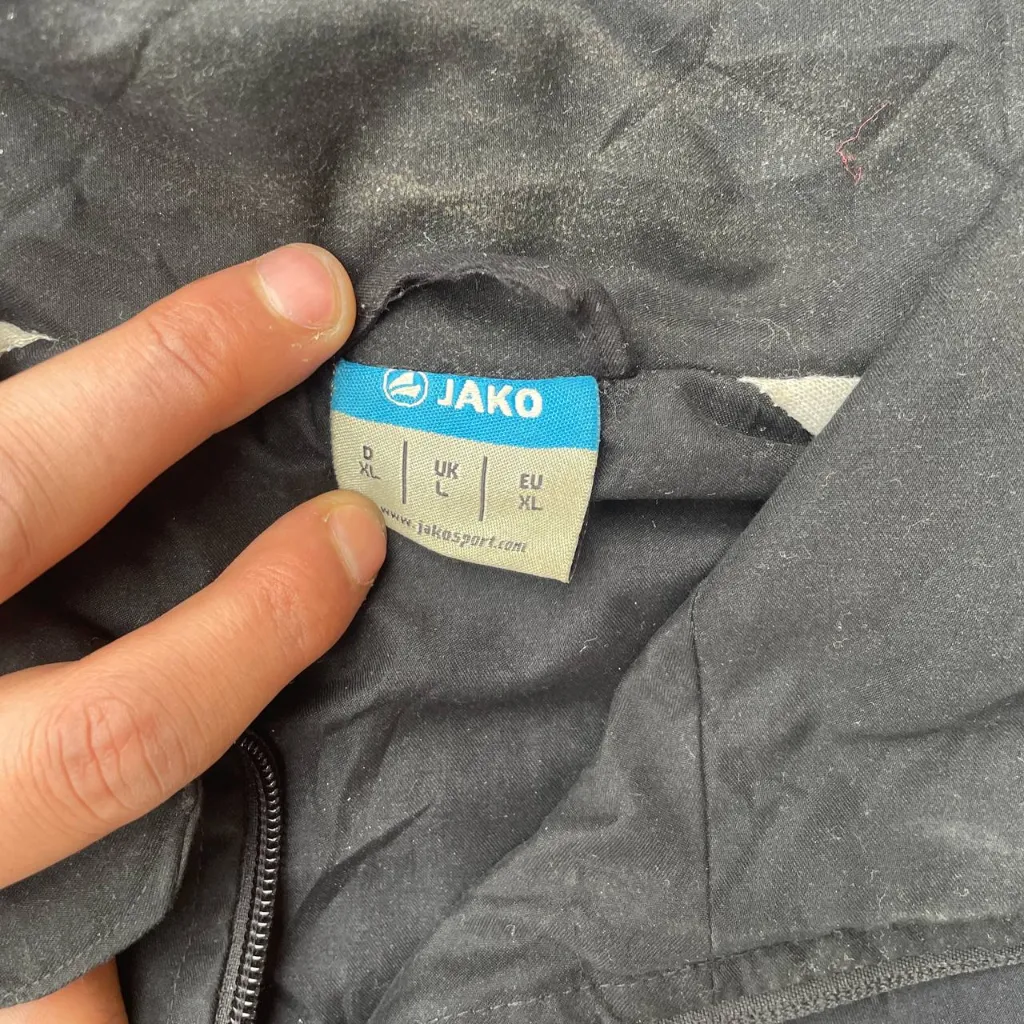 JAKO
D | UK | EU
XL | L | XL
www.jakosport.com